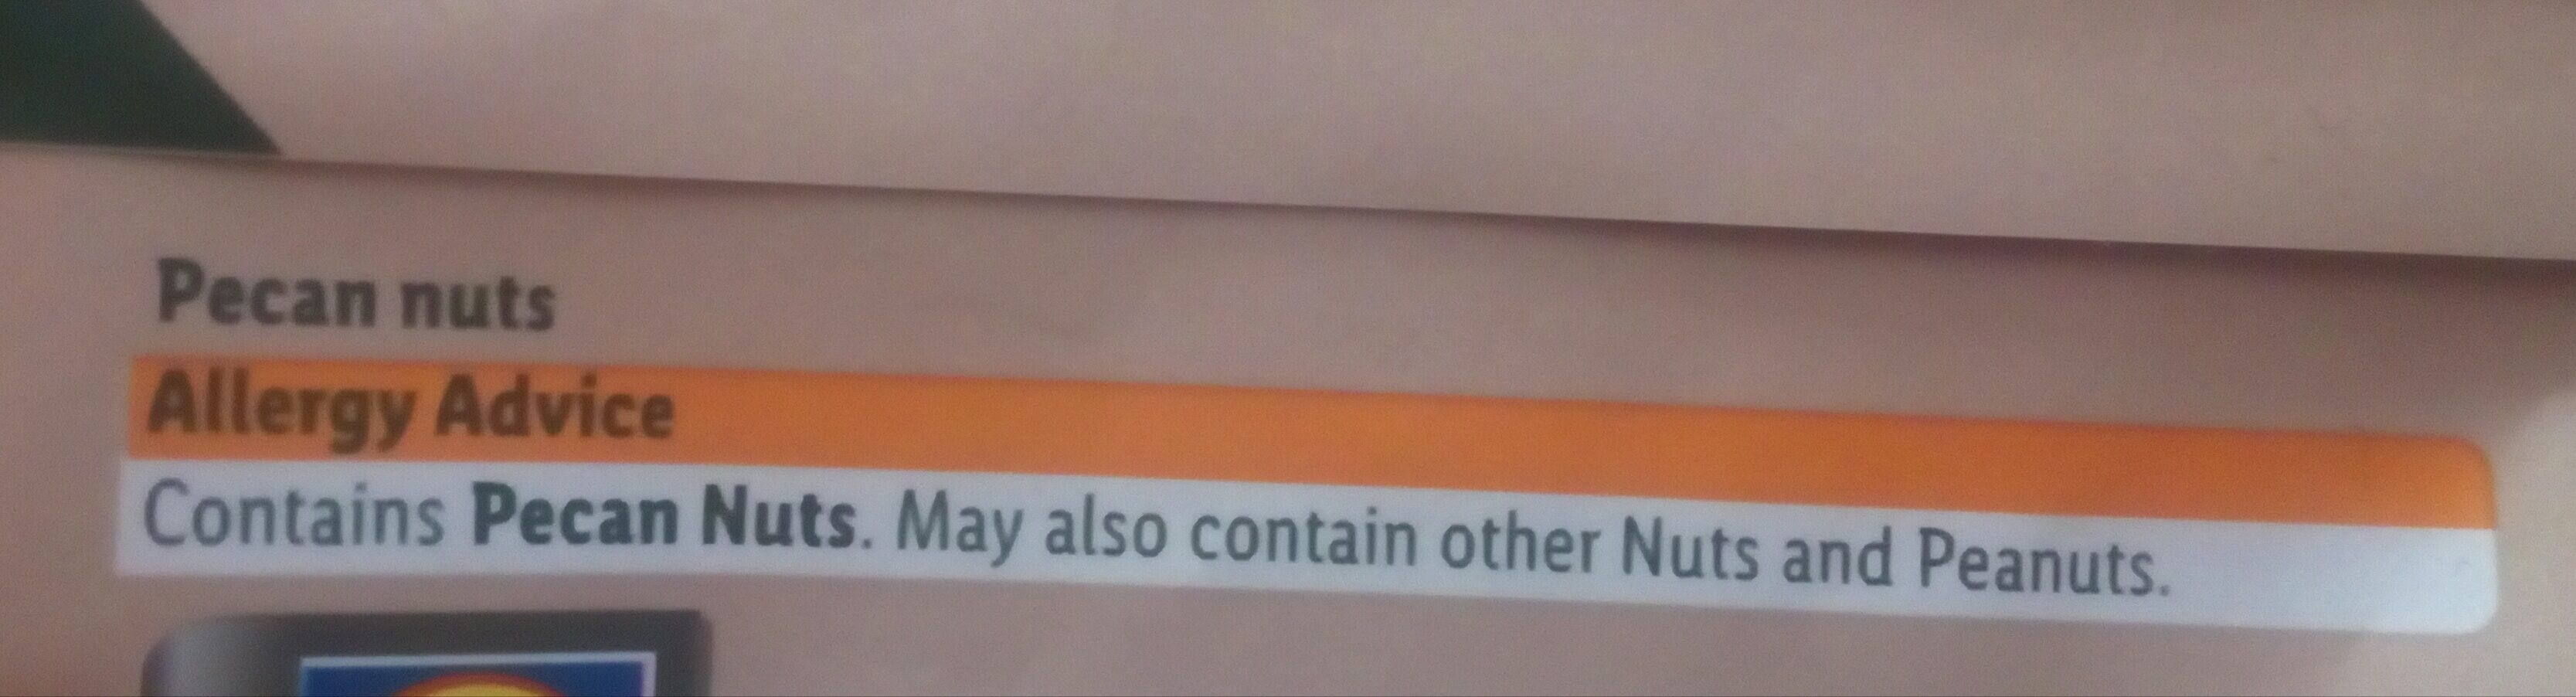 Pecan nuts
Allergy Advice
Contains Pecan Nuts. May also contain other Nuts and Peanuts.